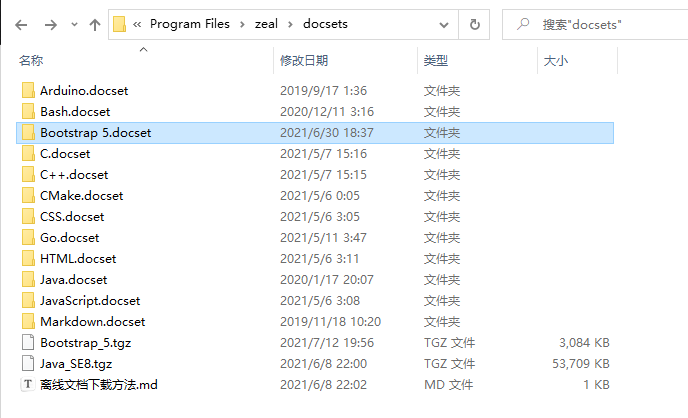 « Program Files › zeal › docsets 搜索"docsets"
名称 修改日期 类型 大小
Arduino.docset 2019/9/17 1:36 文件夹
Bash.docset 2020/12/11 3:16 文件夹
Bootstrap 5.docset 2021/6/30 18:37 文件夹
C.docset 2021/5/7 15:16 文件夹
C++.docset 2021/5/7 15:15 文件夹
CMake.docset 2021/5/6 0:05 文件夹
CSS.docset 2021/5/6 3:05 文件夹
Go.docset 2021/5/11 3:47 文件夹
HTML.docset 2021/5/6 3:11 文件夹
Java.docset 2020/1/17 20:07 文件夹
JavaScript.docset 2021/5/6 3:08 文件夹
Markdown.docset 2019/11/18 10:20 文件夹
Bootstrap_5.tgz 2021/7/12 19:56 TGZ 文件 3,084 KB
Java_SE8.tgz 2021/6/8 22:00 TGZ 文件 53,709 KB
T 离线文档下载方法.md 2021/6/8 22:02 MD 文件 1 KB